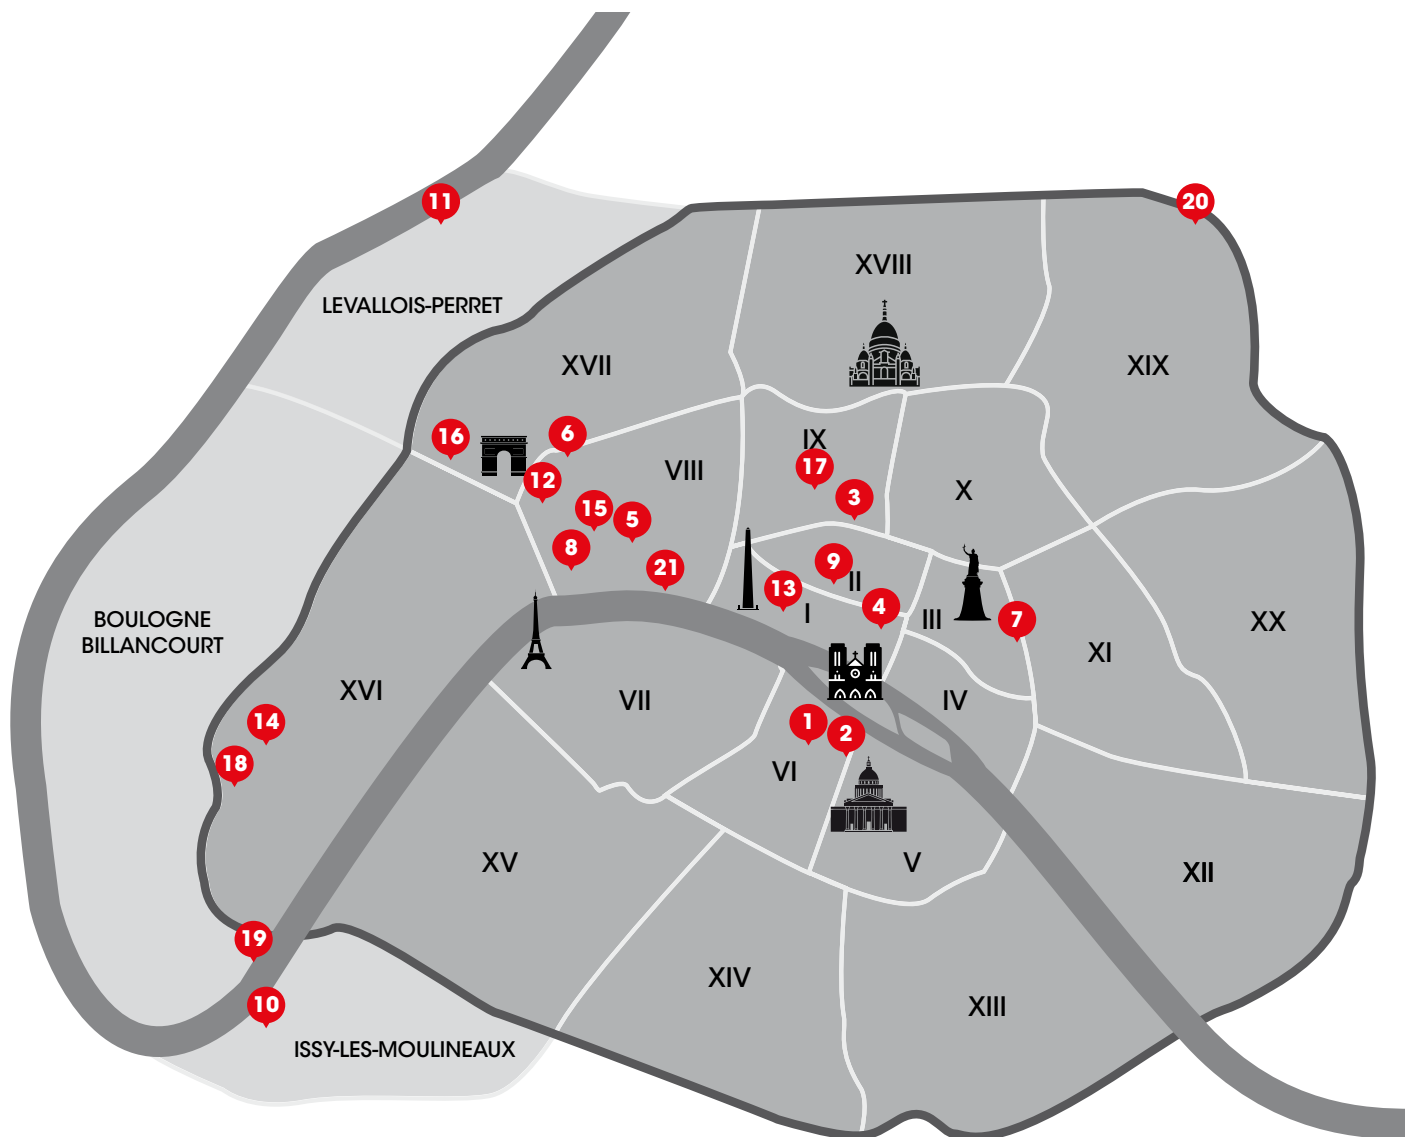 11
20
XVIII
LEVALLOIS-PERRET
XVII
XIX
16
6
IX
17
VIII
12
3
X
15
5
8
9
21
II
13
4
I
III
7
BOULOGNE
BILLANCOURT
XX
XI
XVI
VII
IV
14
1
2
18
VI
XV
V
XII
19
XIV
10
XIII
ISSY-LES-MOULINEAUX